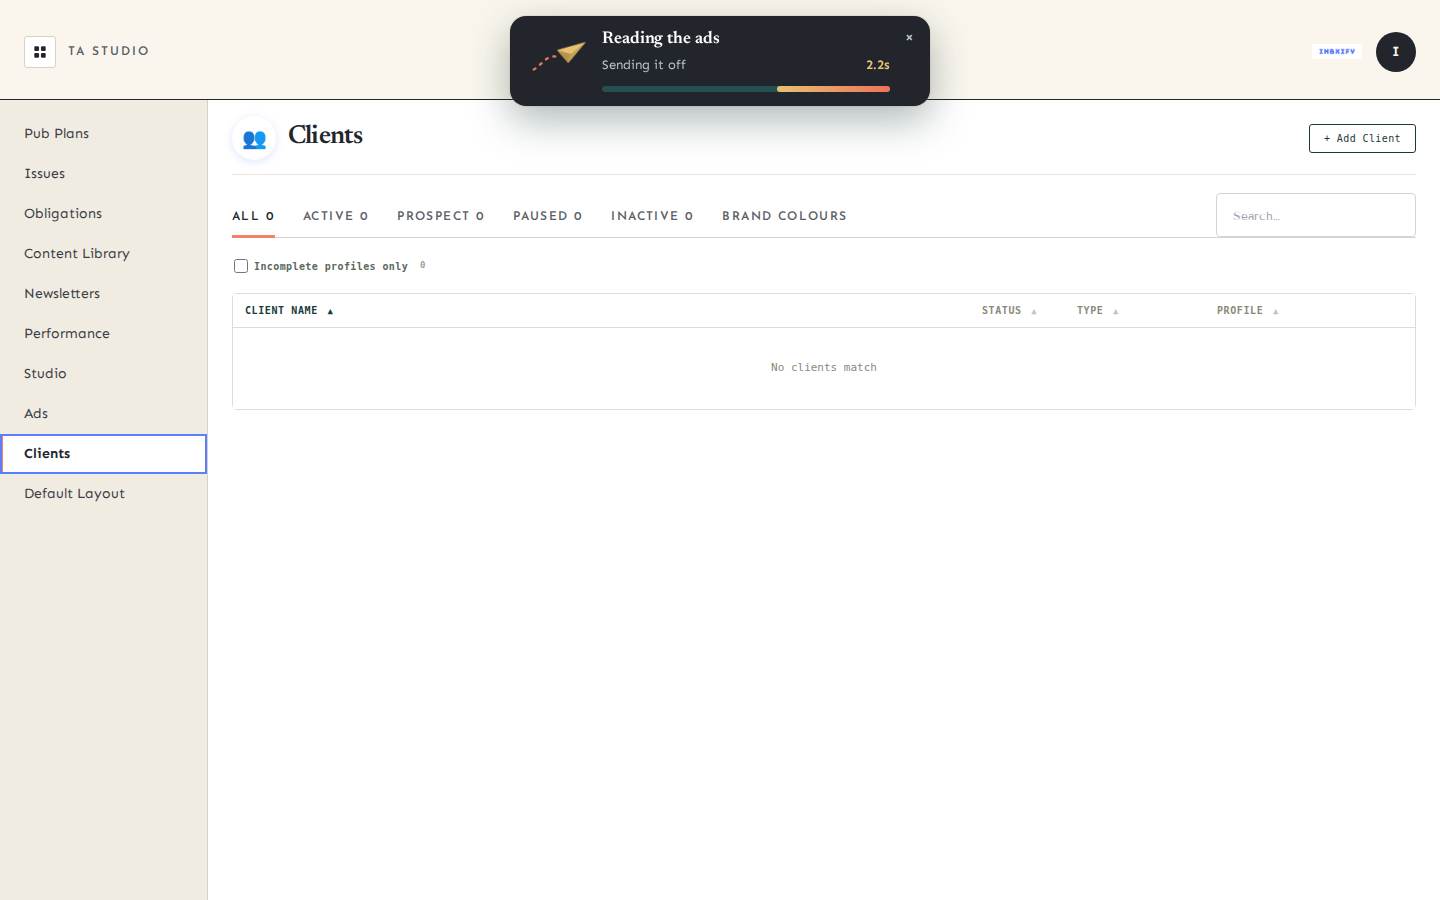 TA STUDIO
Reading the ads
×
Sending it off
2.2s
INBXIFY
I
Pub Plans
Issues
Obligations
Content Library
Newsletters
Performance
Studio
Ads
Clients
Default Layout
Clients
+ Add Client
ALL 0
ACTIVE 0
PROSPECT 0
PAUSED 0
INACTIVE 0
BRAND COLOURS
Search...
Incomplete profiles only 0
CLIENT NAME ▲
STATUS ▲
TYPE ▲
PROFILE ▲
No clients match